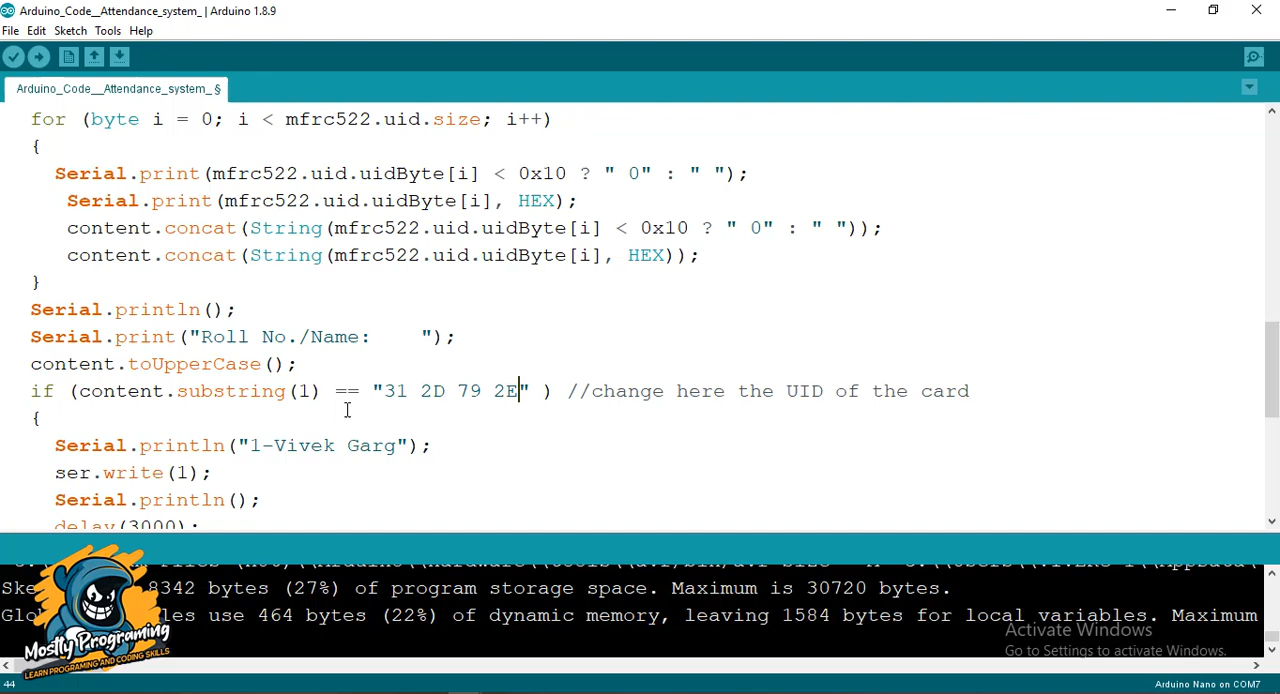 Arduino_Code__Attendance_system_ | Arduino 1.8.9
File Edit Sketch Tools Help
Arduino_Code__Attendance_system_ §
for (byte i = 0; i < mfrc522.uid.size; i++)
{
Serial.print(mfrc522.uid.uidByte[i] < 0x10 ? " 0" : " ");
Serial.print(mfrc522.uid.uidByte[i], HEX);
content.concat(String(mfrc522.uid.uidByte[i] < 0x10 ? " 0" : " "));
content.concat(String(mfrc522.uid.uidByte[i], HEX));
}
Serial.println();
Serial.print("Roll No./Name:    ");
content.toUpperCase();
if (content.substring(1) == "31 2D 79 2E" ) //change here the UID of the card
{
Serial.println("1-Vivek Garg");
ser.write(1);
Serial.println();
delay(3000);
8342 bytes (27%) of program storage space. Maximum is 30720 bytes.
use 464 bytes (22%) of dynamic memory, leaving 1584 bytes for local variables. Maximum
Activate Windows
Go to Settings to activate Windows.
Mostly Programing
LEARN PROGRAMING AND CODING SKILLS
44
Arduino Nano on COM7